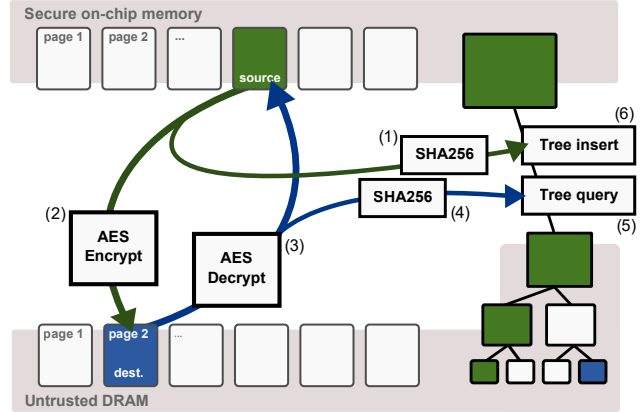 Secure on-chip memory
page 1
page 2
...
source
(6)
(1)
Tree insert
SHA256
SHA256
Tree query
(2)
(4)
(5)
AES
Encrypt
(3)
AES
Decrypt
page 1
page 2
...
dest.
Untrusted DRAM